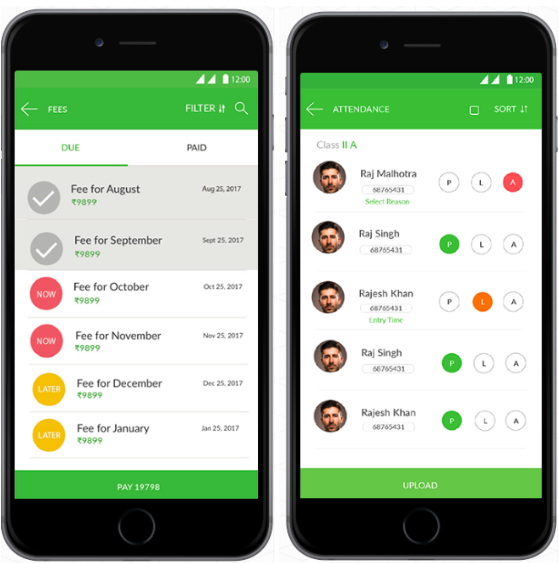 12:00
FEES
FILTER
DUE PAID
Fee for August Aug 25, 2017
₹9899
Fee for September Sept 25, 2017
₹9899
NOW Fee for October Oct 25, 2017
₹9899
NOW Fee for November Nov 25, 2017
₹9899
LATER Fee for December Dec 25, 2017
₹9899
LATER Fee for January Jan 25, 2017
₹9899
PAY 19798
12:00
ATTENDANCE SORT
Class II A
Raj Malhotra P L A
68765431
Select Reason
Raj Singh P L A
68765431
Rajesh Khan P L A
68765431
Entry Time
Raj Singh P L A
68765431
Rajesh Khan P L A
68765431
UPLOAD